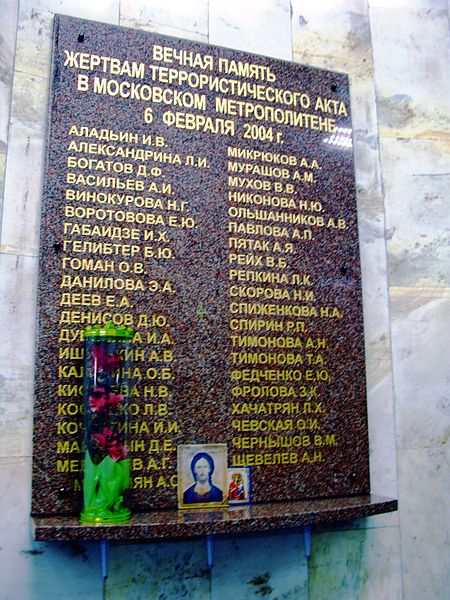 ВЕЧНАЯ ПАМЯТЬ
ЖЕРТВАМ ТЕРРОРИСТИЧЕСКОГО АКТА
В МОСКОВСКОМ МЕТРОПОЛИТЕНЕ
6 ФЕВРАЛЯ 2004 г.
АЛАДЬИН И.В.
АЛЕКСАНДРИНА Л.И.
БОГАТОВ Д.Ф.
ВАСИЛЬЕВ А.И.
ВИНОКУРОВА Н.Г.
ВОРОТОВОВА Е.Ю.
ГАБАИДЗЕ И.Х.
ГЕЛИБТЕР Б.Ю.
ГОМАН О.В.
ДАНИЛОВА Э.А.
ДЕЕВ Е.А.
ДЕНИСОВ Д.Ю.
И.А.
А.В.
О.Б.
Н.В.
Л.В.
И.И.
Д.Е.
А.Г.
А.С.
МИКРЮКОВ А.А.
МУРАШОВ А.М.
МУХОВ В.В.
НИКОНОВА Н.Ю.
ОЛЬШАННИКОВ А.В.
ПАВЛОВА А.П.
ПЯТАК А.Я.
РЕЙХ В.Б.
РЕПКИНА Л.К.
СКОРОВА Н.И.
СПИЖЕНКОВА Н.А.
СПИРИН Р.П.
ТИМОНОВА А.Н.
ТИМОНОВА Т.А.
ФЕДЧЕНКО Е.Ю.
ФРОЛОВА З.К.
ХАЧАТРЯН Л.Х.
ЧЕВСКАЯ О.И.
ЧЕРНЫШОВ В.М.
ЩЕВЕЛЕВ А.Н.